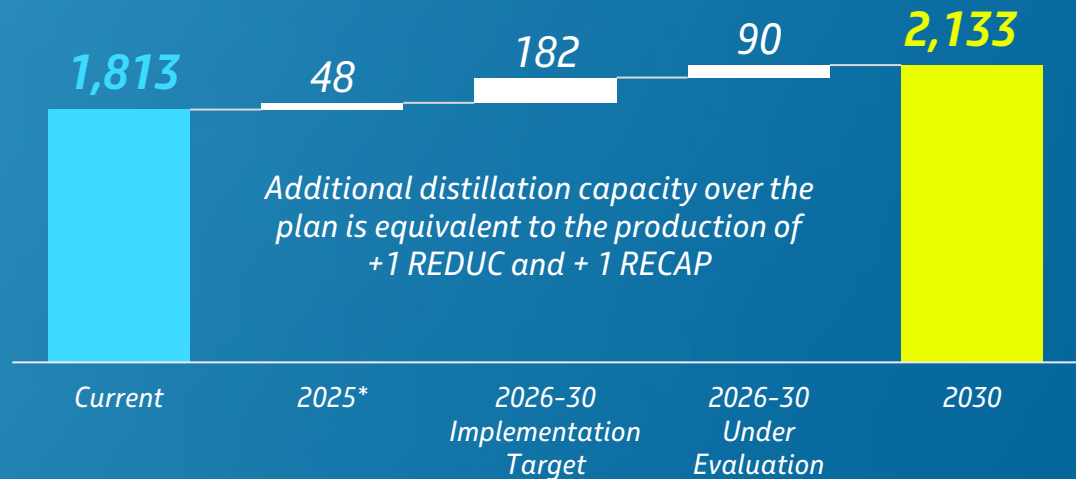 1,813
48
182
90
2,133
Additional distillation capacity over the
plan is equivalent to the production of
+1 REDUC and + 1 RECAP
Current
2025*
2026-30
Implementation
Target
2026-30
Under
Evaluation
2030